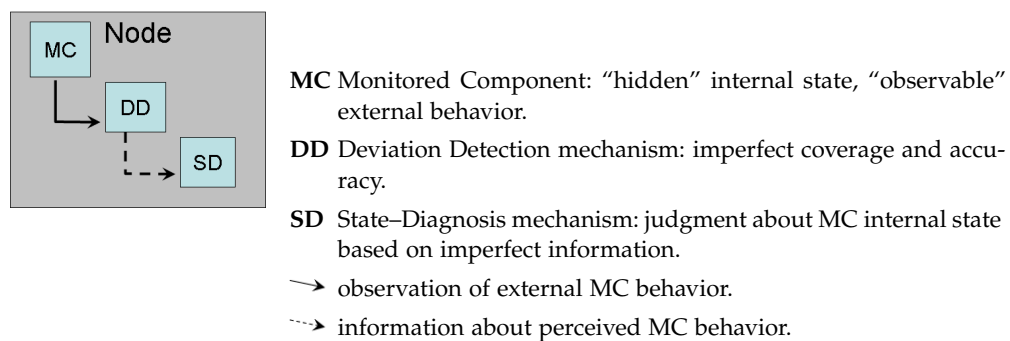 Node
MC
DD
SD
MC Monitored Component: “hidden” internal state, “observable”
external behavior.
DD Deviation Detection mechanism: imperfect coverage and accu-
racy.
SD State–Diagnosis mechanism: judgment about MC internal state
based on imperfect information.
observation of external MC behavior.
information about perceived MC behavior.